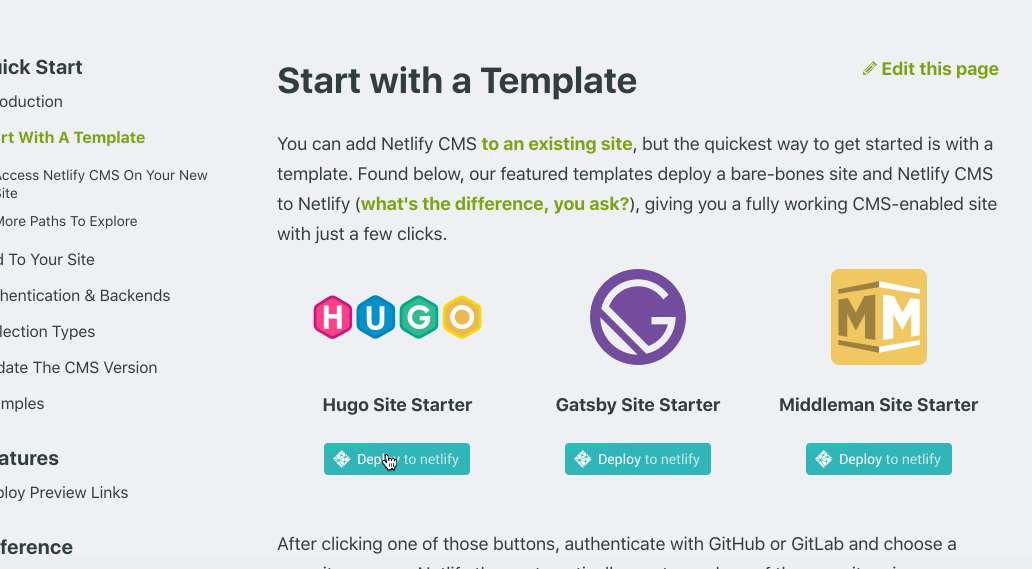 ick Start
oduction
rt With A Template
ccess Netlify CMS On Your New
ite
More Paths To Explore
d To Your Site
hentication & Backends
lection Types
date The CMS Version
mples
atures
ploy Preview Links
ference
Start with a Template
Edit this page
You can add Netlify CMS to an existing site, but the quickest way to get started is with a
template. Found below, our featured templates deploy a bare-bones site and Netlify CMS
to Netlify (what's the difference, you ask?), giving you a fully working CMS-enabled site
with just a few clicks.
HUGO
G
M M
Hugo Site Starter
Gatsby Site Starter
Middleman Site Starter
Deploy to netlify
Deploy to netlify
Deploy to netlify
After clicking one of those buttons, authenticate with GitHub or GitLab and choose a